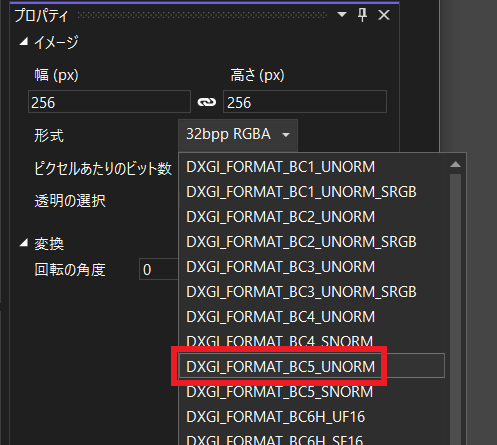 プロパティ
イメージ
幅 (px)
高さ(px)
256
256
形式
32bpp RGBA
ピクセルあたりのビット数
透明の選択
変換
回転の角度
0
DXGI_FORMAT_BC1_UNORM
DXGI_FORMAT_BC1_UNORM_SRGB
DXGI_FORMAT_BC2_UNORM
DXGI_FORMAT_BC2_UNORM_SRGB
DXGI_FORMAT_BC3_UNORM
DXGI_FORMAT_BC3_UNORM_SRGB
DXGI_FORMAT_BC4_UNORM
DXGI_FORMAT_BC4_SNORM
DXGI_FORMAT_BC5_UNORM
DXGI_FORMAT_BC5_SNORM
DXGI_FORMAT_BC6H_UF16
DXGI_FORMAT_BC6H_SF16